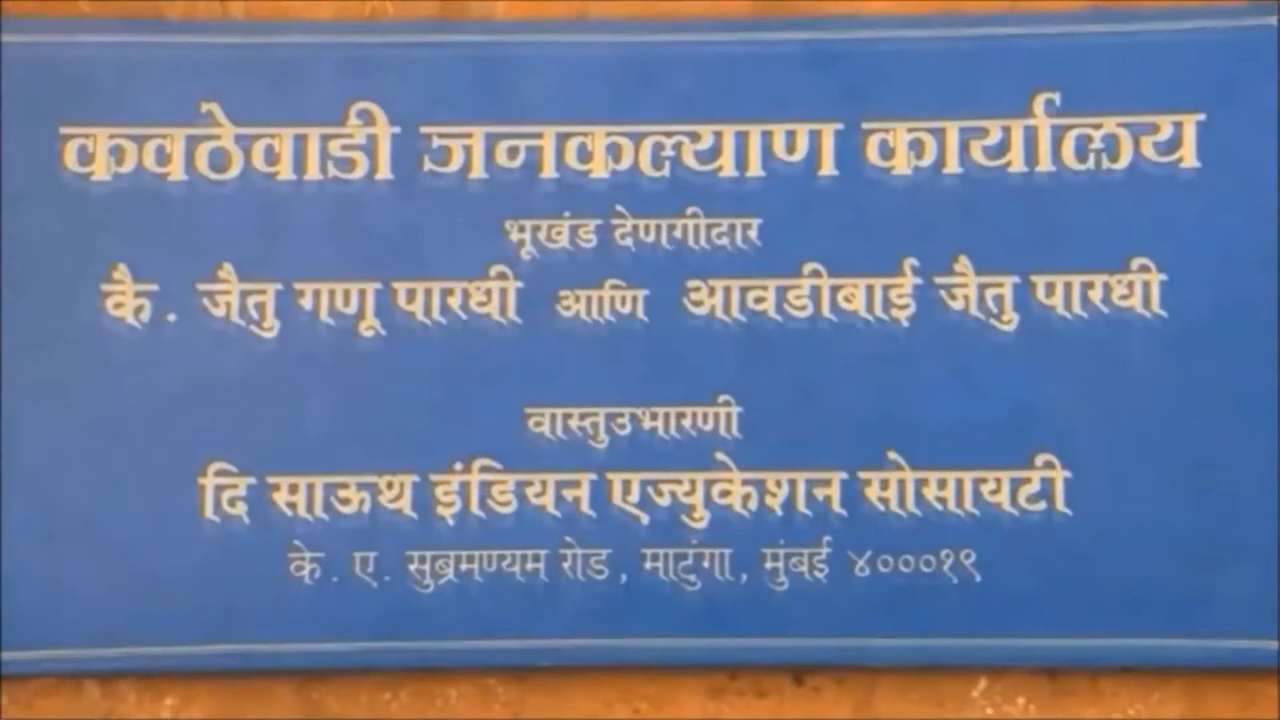 कवठेवाडी जनकल्याण कार्यालय
भूखंड देणगीदार
कै. जैतु गणू पारधी आणि आवडीबाई जैतु पारधी
वास्तुउभारणी
दि साऊथ इंडियन एज्युकेशन सोसायटी
के. ए. सुब्रमण्यम रोड, माटुंगा, मुंबई ४०००१९